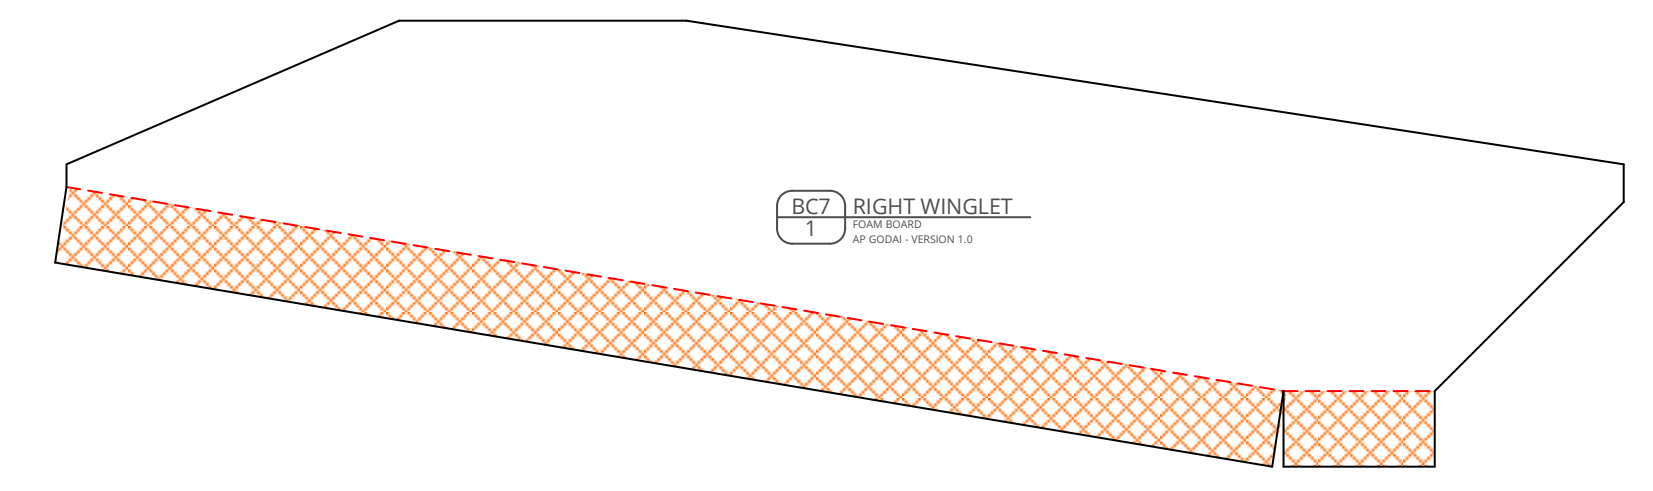 BC7
1
RIGHT WINGLET
FOAM BOARD
AP GODAI - VERSION 1.0